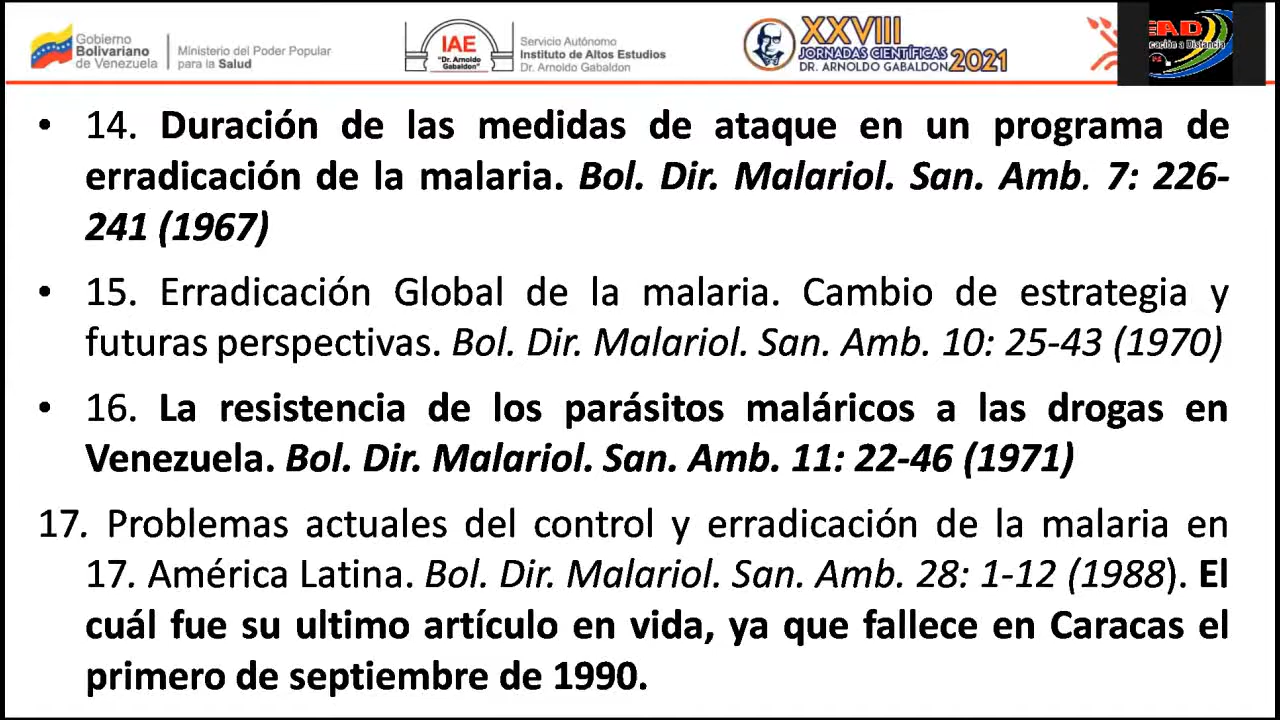 Gobierno
Bolivariano
de Venezuela
Ministerio del Poder Popular
para la Salud
IAE
"Dr. Arnoldo
Gabaldon"
Servicio Autónomo
Instituto de Altos Estudios
Dr. Arnoldo Gabaldon
XXVIII
JORNADAS CIENTÍFICAS
DR. ARNOLDO GABALDON 2021
EAD
cación a Distancia
• 14. Duración de las medidas de ataque en un programa de
erradicación de la malaria. Bol. Dir. Malariol. San. Amb. 7: 226-
241 (1967)
• 15. Erradicación Global de la malaria. Cambio de estrategia y
futuras perspectivas. Bol. Dir. Malariol. San. Amb. 10: 25-43 (1970)
• 16. La resistencia de los parásitos maláricos a las drogas en
Venezuela. Bol. Dir. Malariol. San. Amb. 11: 22-46 (1971)
17. Problemas actuales del control y erradicación de la malaria en
17. América Latina. Bol. Dir. Malariol. San. Amb. 28: 1-12 (1988). El
cuál fue su ultimo artículo en vida, ya que fallece en Caracas el
primero de septiembre de 1990.